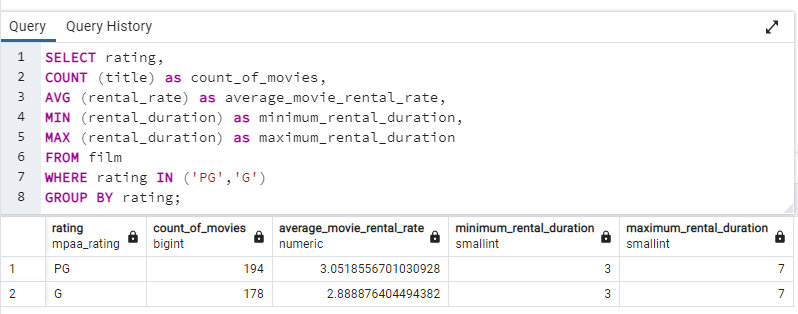 Query Query History
1 SELECT rating,
2 COUNT (title) as count_of_movies,
3 AVG (rental_rate) as average_movie_rental_rate,
4 MIN (rental_duration) as minimum_rental_duration,
5 MAX (rental_duration) as maximum_rental_duration
6 FROM film
7 WHERE rating IN ('PG','G')
8 GROUP BY rating;
rating count_of_movies average_movie_rental_rate minimum_rental_duration maximum_rental_duration
mpaa_rating bigint numeric smallint smallint
1 PG 194 3.0518556701030928 3 7
2 G 178 2.888876404494382 3 7